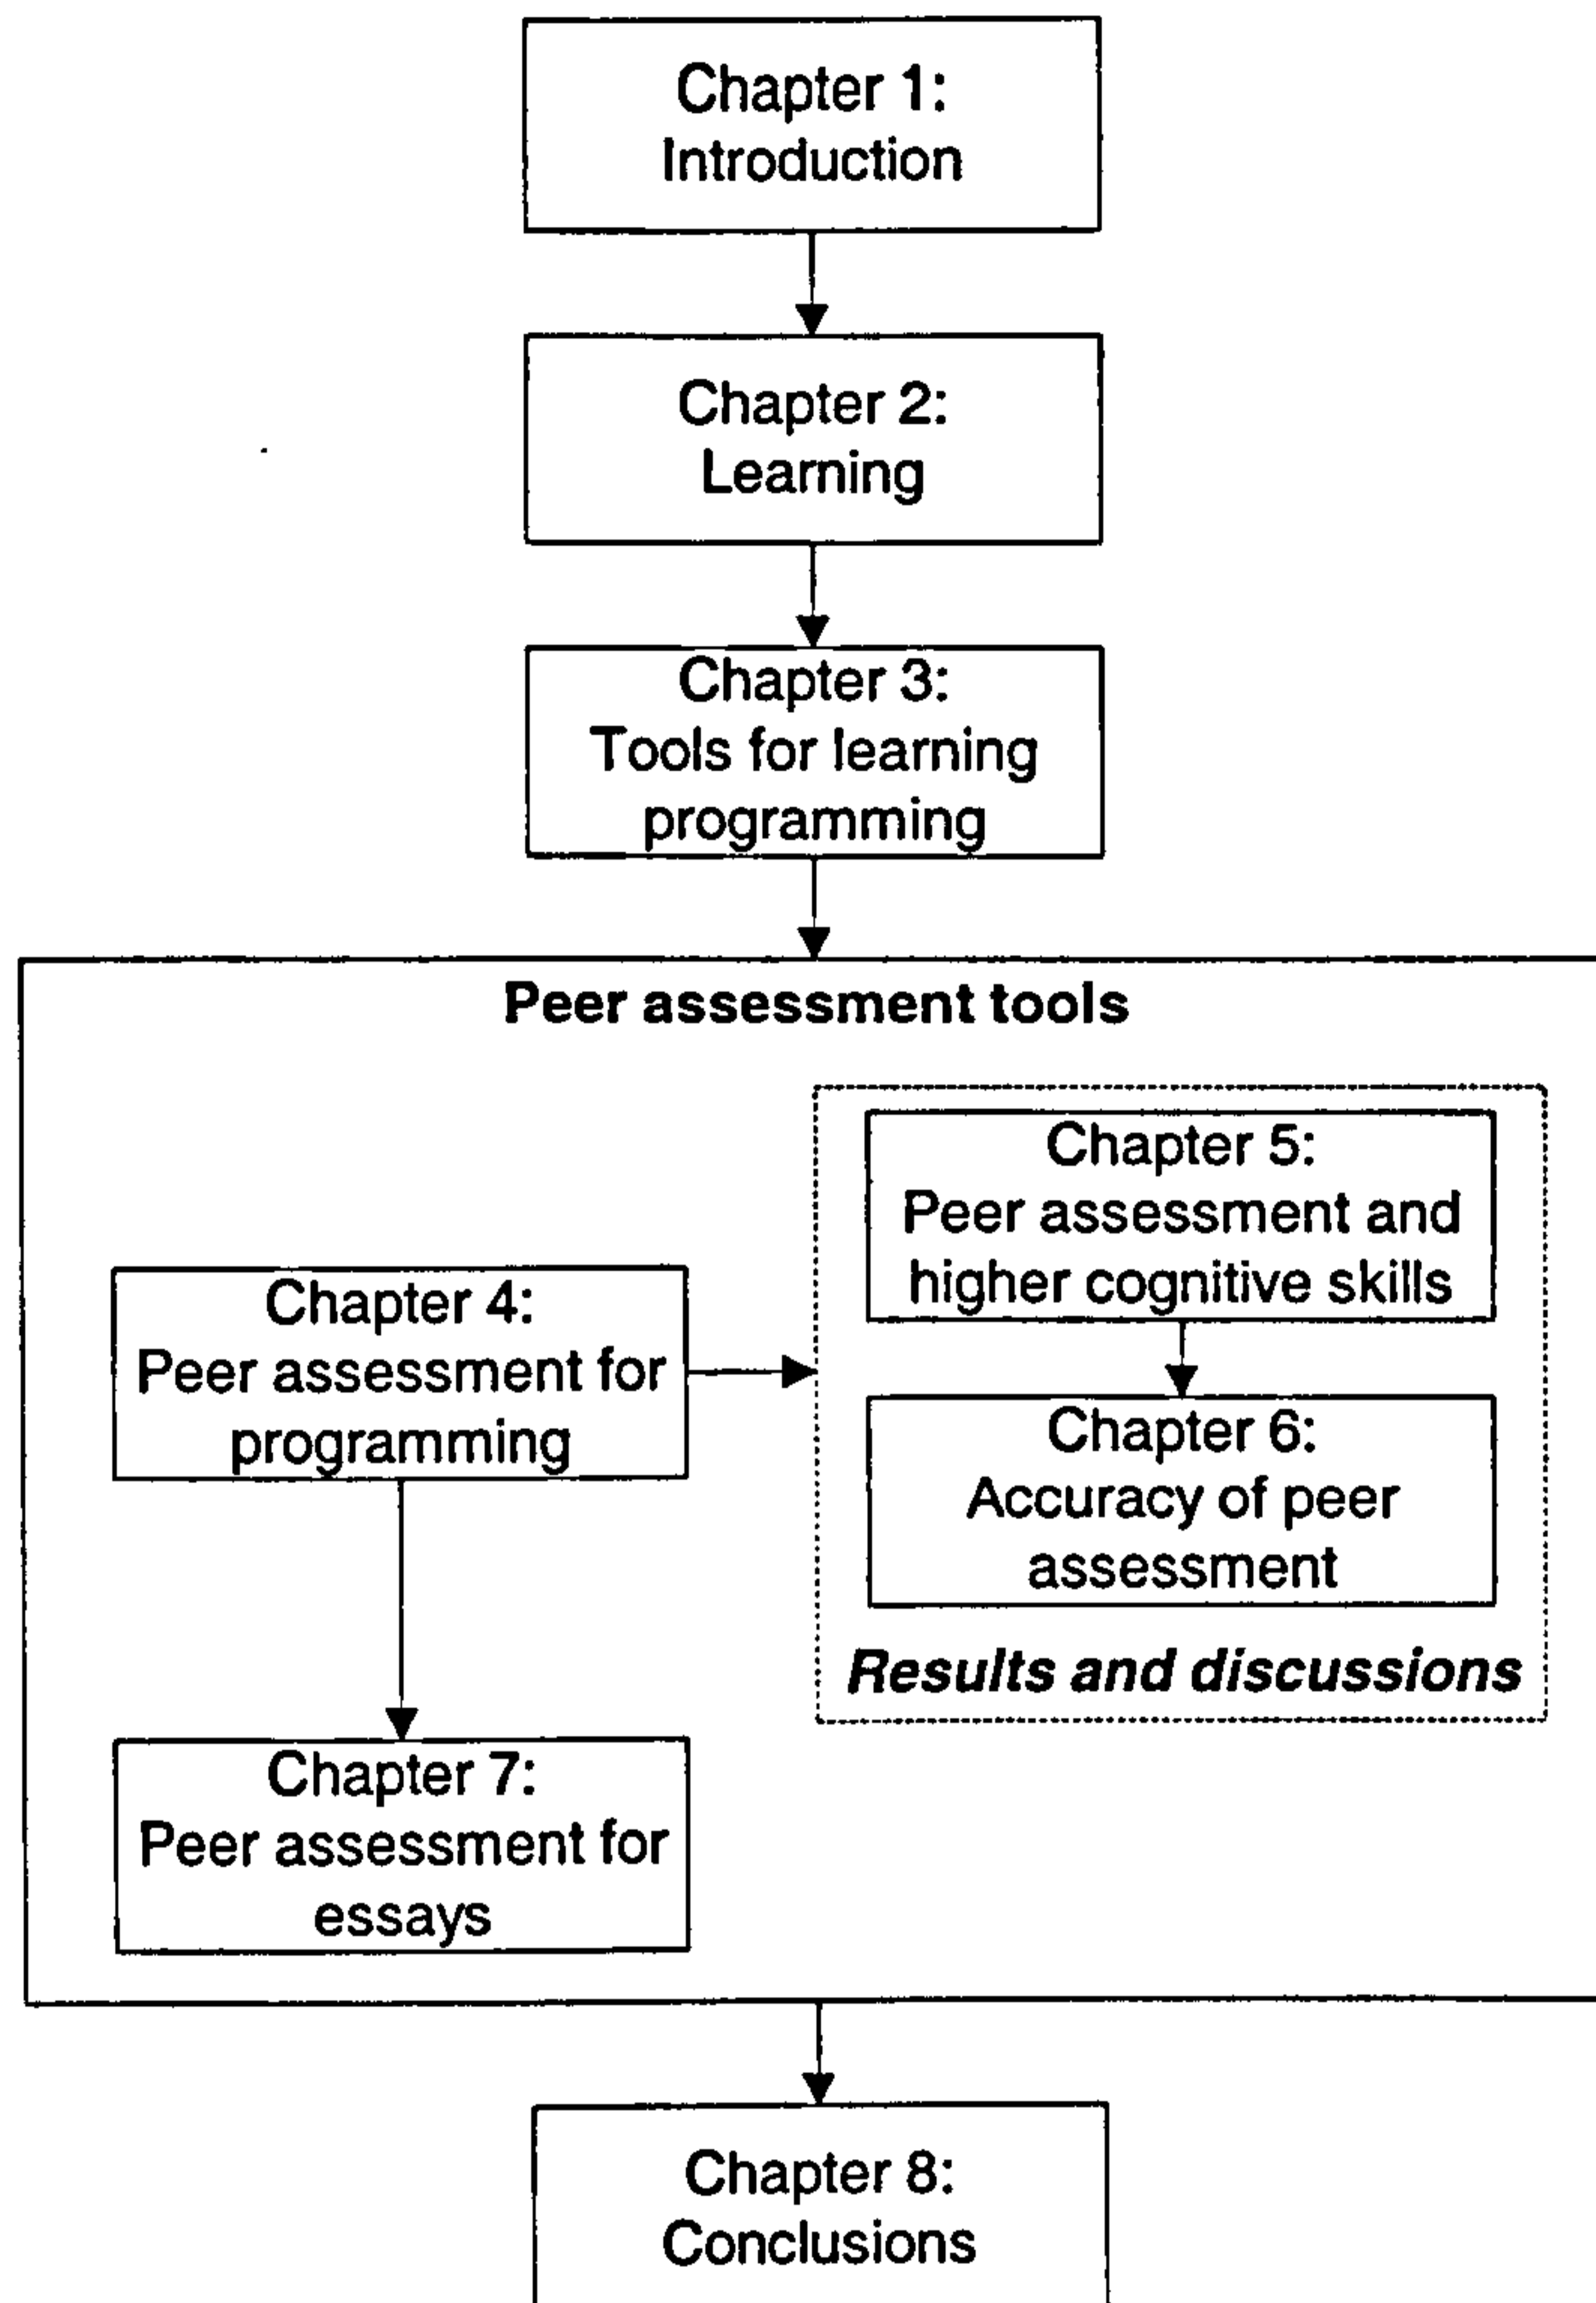 Chapter 1:
Introduction
Chapter 2:
Learning
Chapter 3:
Tools for learning
programming
Peer assessment tools
Chapter 4:
Peer assessment for
programming
Chapter 5:
Peer assessment and
higher cognitive skills
Chapter 6:
Accuracy of peer
assessment
Results and discussions
Chapter 7:
Peer assessment for
essays
Chapter 8:
Conclusions